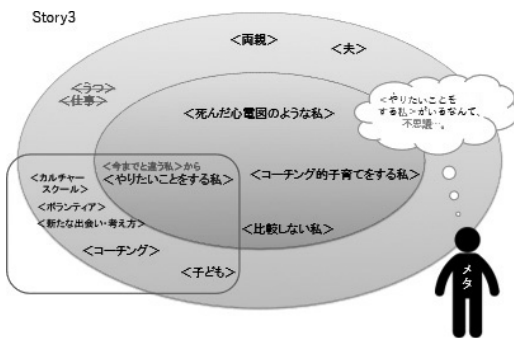 Story3
<両親>
<夫>
<うつ>
<仕事>
<死んだ心電図のような私>
<やりたいことを
する私>がいるなんて、
不思議…。
<今までと違う私>から
<やりたいことをする私>
<コーチング的子育てをする私>
<カルチャー
スクール>
<ボランティア>
<新たな出会い・考え方>
<比較しない私>
<コーチング>
<子ども>
メタ